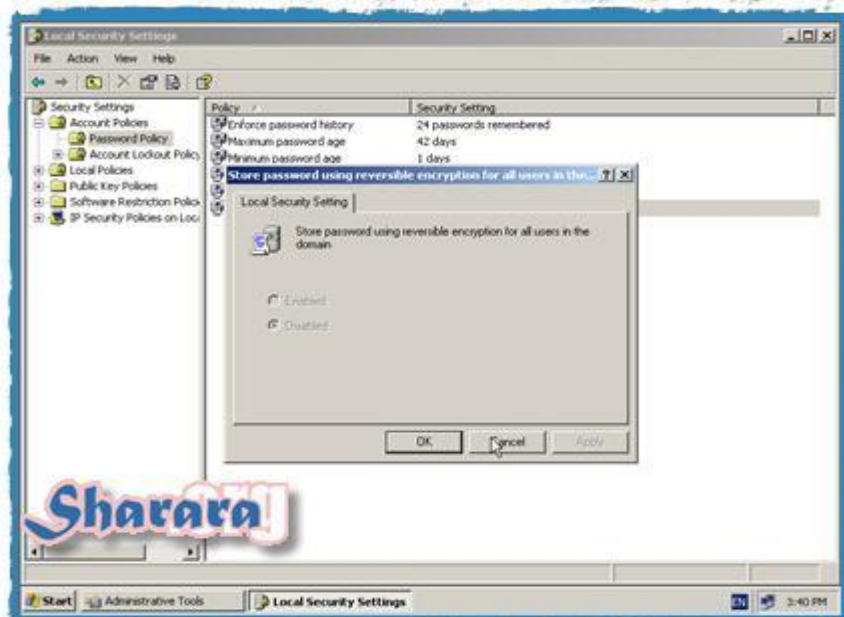 Local Security Settings
File Action View Help
Security Settings
Account Policies
Password Policy
Account Lockout Policy
Local Policies
Public Key Policies
Software Restriction Polici
IP Security Policies on Loca
Policy
Security Setting
Enforce password history
24 passwords remembered
Maximum password age
42 days
Minimum password age
1 days
Store password using reversible encryption for all users in the...
Local Security Setting
Store password using reversible encryption for all users in the
domain
Enabled
Disabled
OK Cancel Apply
Sharara
.org
Start
Administrative Tools
Local Security Settings
EN
3:40 PM